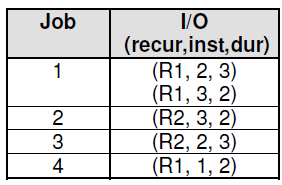 Job I/O
(recur,inst,dur)
1 (R1, 2, 3)
(R1, 3, 2)
2 (R2, 3, 2)
3 (R2, 2, 3)
4 (R1, 1, 2)